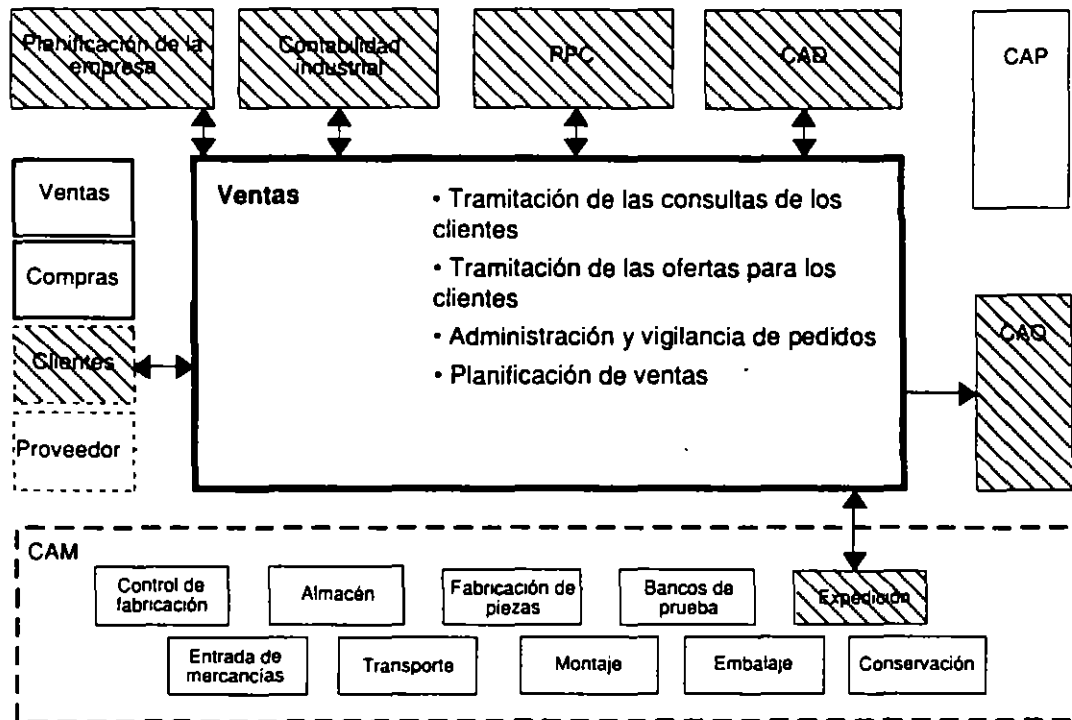 Planificación de la
empresa
Contabilidad
industrial
PPC
CAD
CAP
Ventas
Compras
Clientes
Proveedor
Ventas
• Tramitación de las consultas de los
clientes
• Tramitación de las ofertas para los
clientes
• Administración y vigilancia de pedidos
• Planificación de ventas
CAQ
CAM
Control de
fabricación
Almacén
Fabricación de
piezas
Bancos de
prueba
Expedición
Entrada de
mercancías
Transporte
Montaje
Embalaje
Conservación